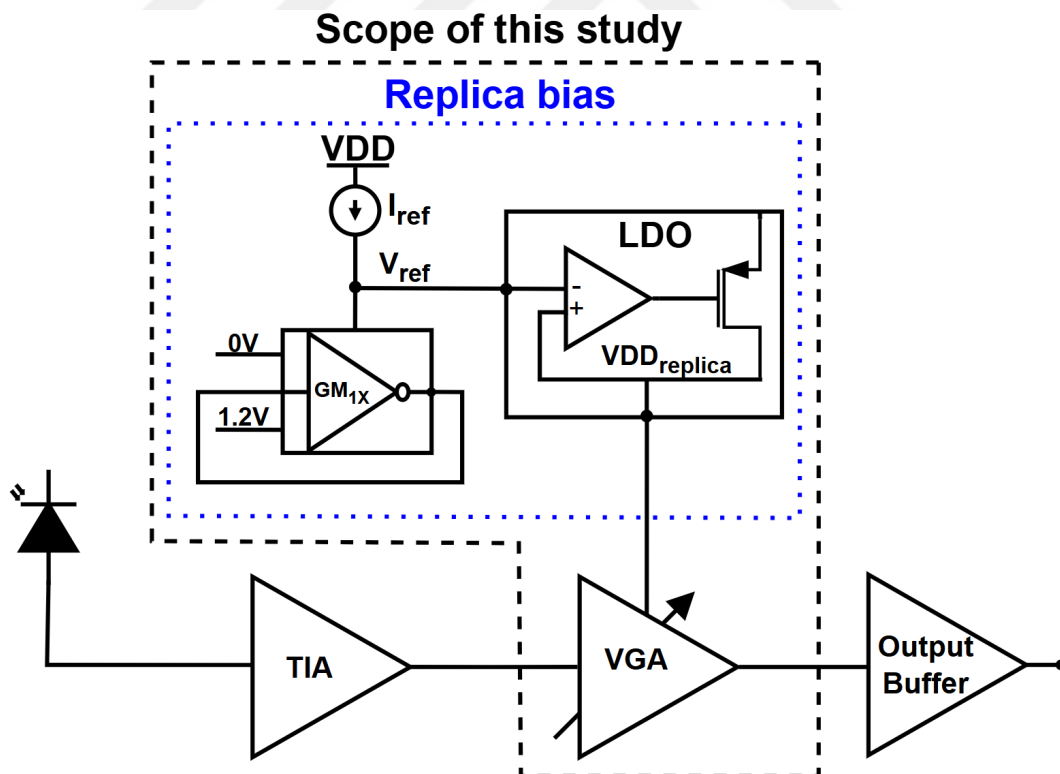 Scope of this study
Replica bias
VDD
Iref
Vref
LDO
-
+
VDDreplica
0V
GM1X
1.2V
TIA
VGA
Output
Buffer